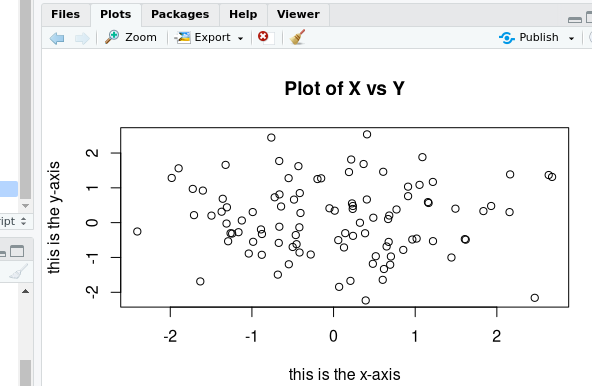 Files Plots Packages Help Viewer
Zoom Export Publish
Plot of X vs Y
this is the y-axis
2
1
0
-1
-2
-2 -1 0 1 2
this is the x-axis
ipt